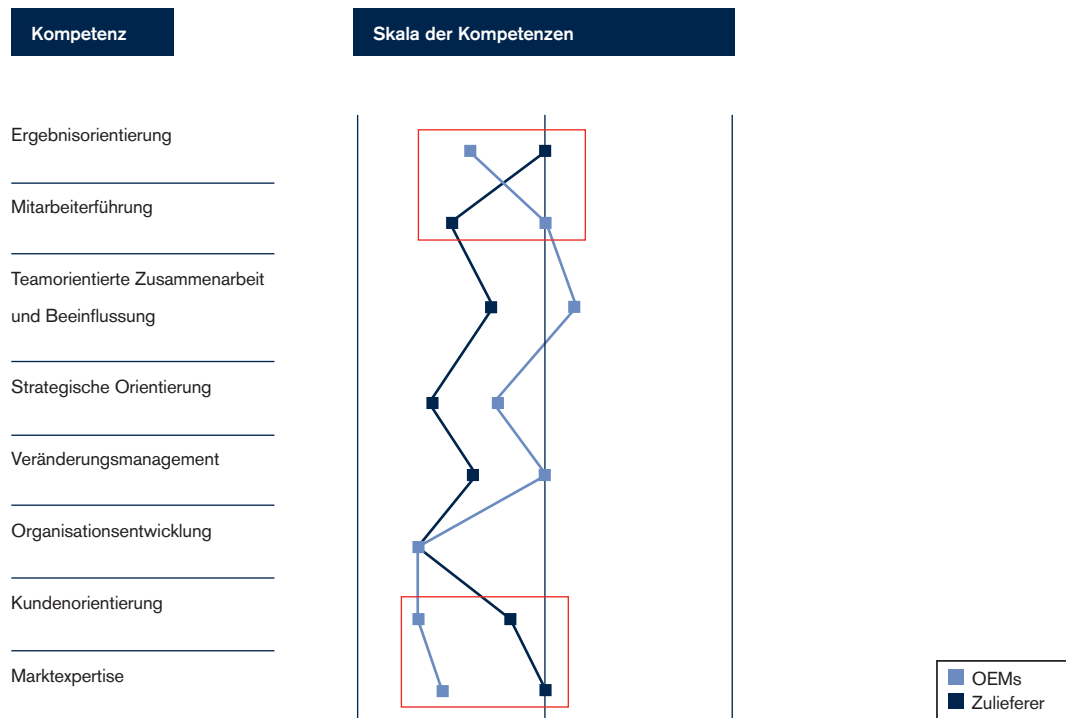 Kompetenz
Skala der Kompetenzen
Ergebnisorientierung
Mitarbeiterführung
Teamorientierte Zusammenarbeit
und Beeinflussung
Strategische Orientierung
Veränderungsmanagement
Organisationsentwicklung
Kundenorientierung
Marktexpertise
OEMs
Zulieferer